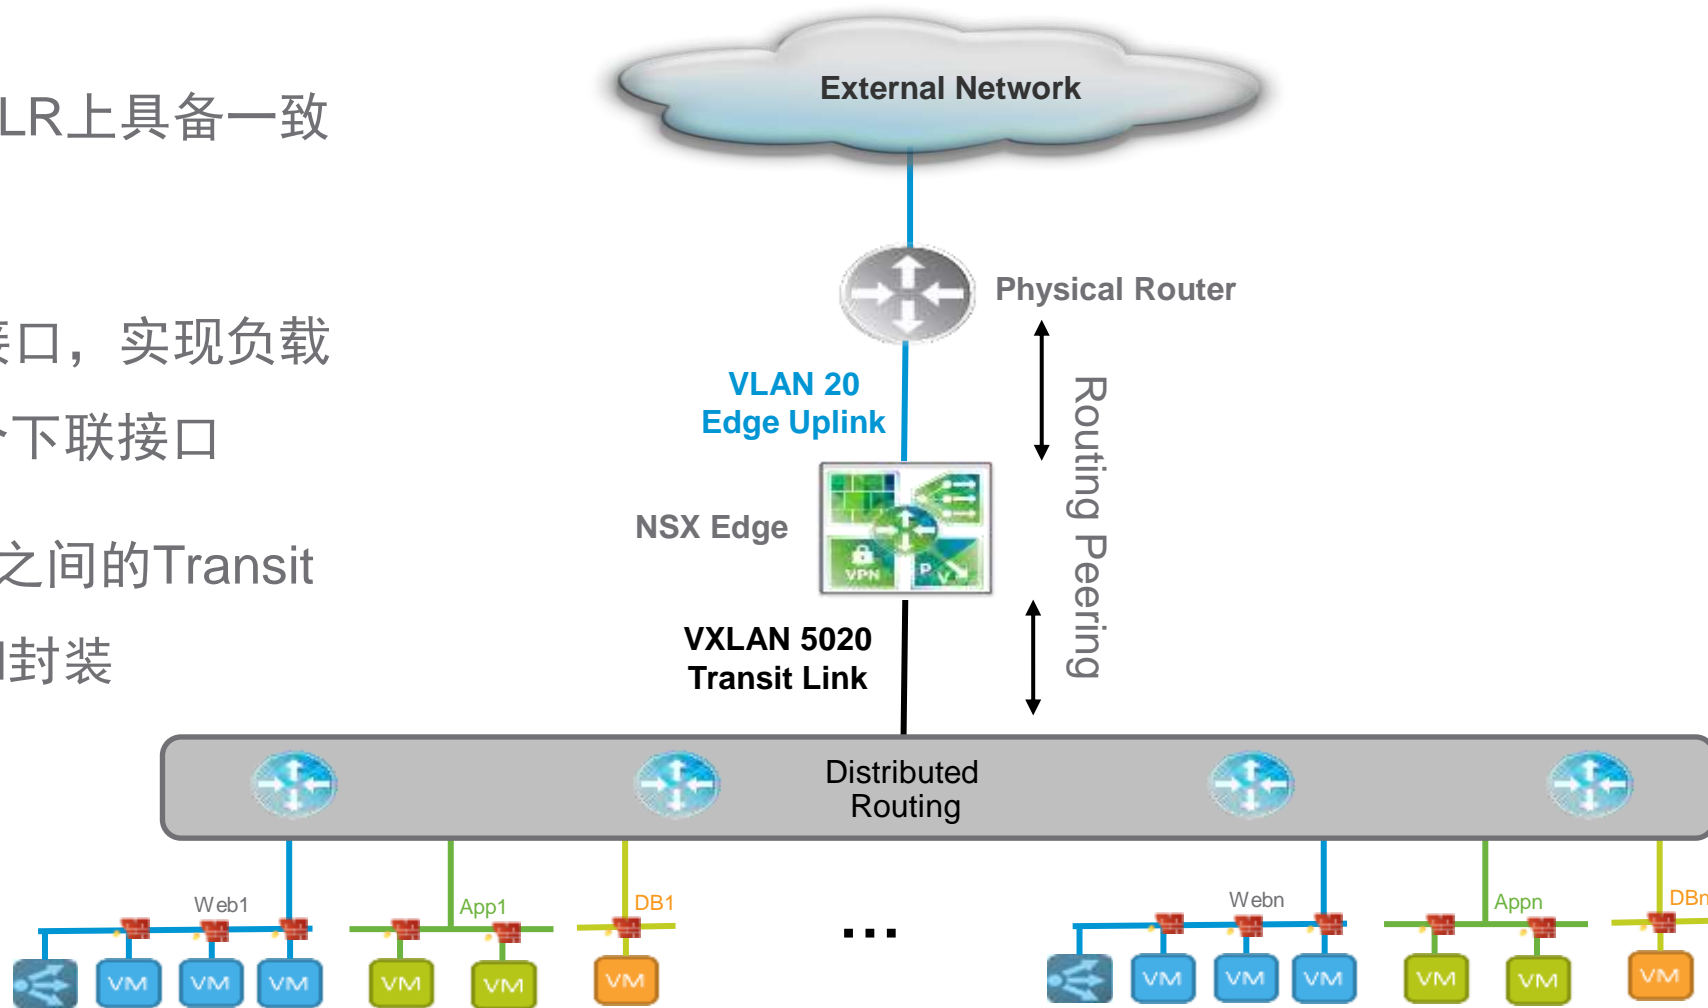 LR上具备一致
接口，实现负载
个下联接口
之间的Transit
封装
External Network
Physical Router
VLAN 20
Edge Uplink
Routing Peering
NSX Edge
VPN
P
V
VXLAN 5020
Transit Link
Distributed
Routing
Web1
App1
DB1
...
Webn
Appn
DBn
VM
VM
VM
VM
VM
VM
VM
VM
VM
VM
VM
VM